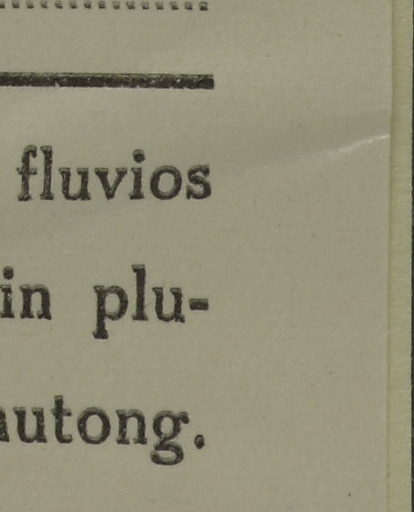 fluvios
in plu-
autong.